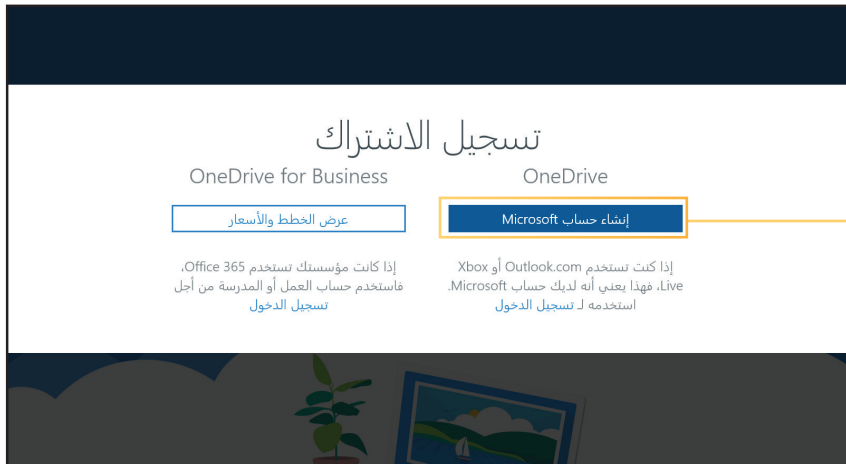 تسجيل الاشتراك
OneDrive
إنشاء حساب Microsoft
إذا كنت تستخدم Outlook.com أو Xbox
Live، فهذا يعني أنه لديك حساب Microsoft.
استخدمه لـ تسجيل الدخول
OneDrive for Business
عرض الخطط والأسعار
إذا كانت مؤسستك تستخدم Office 365،
فاستخدم حساب العمل أو المدرسة من أجل
تسجيل الدخول